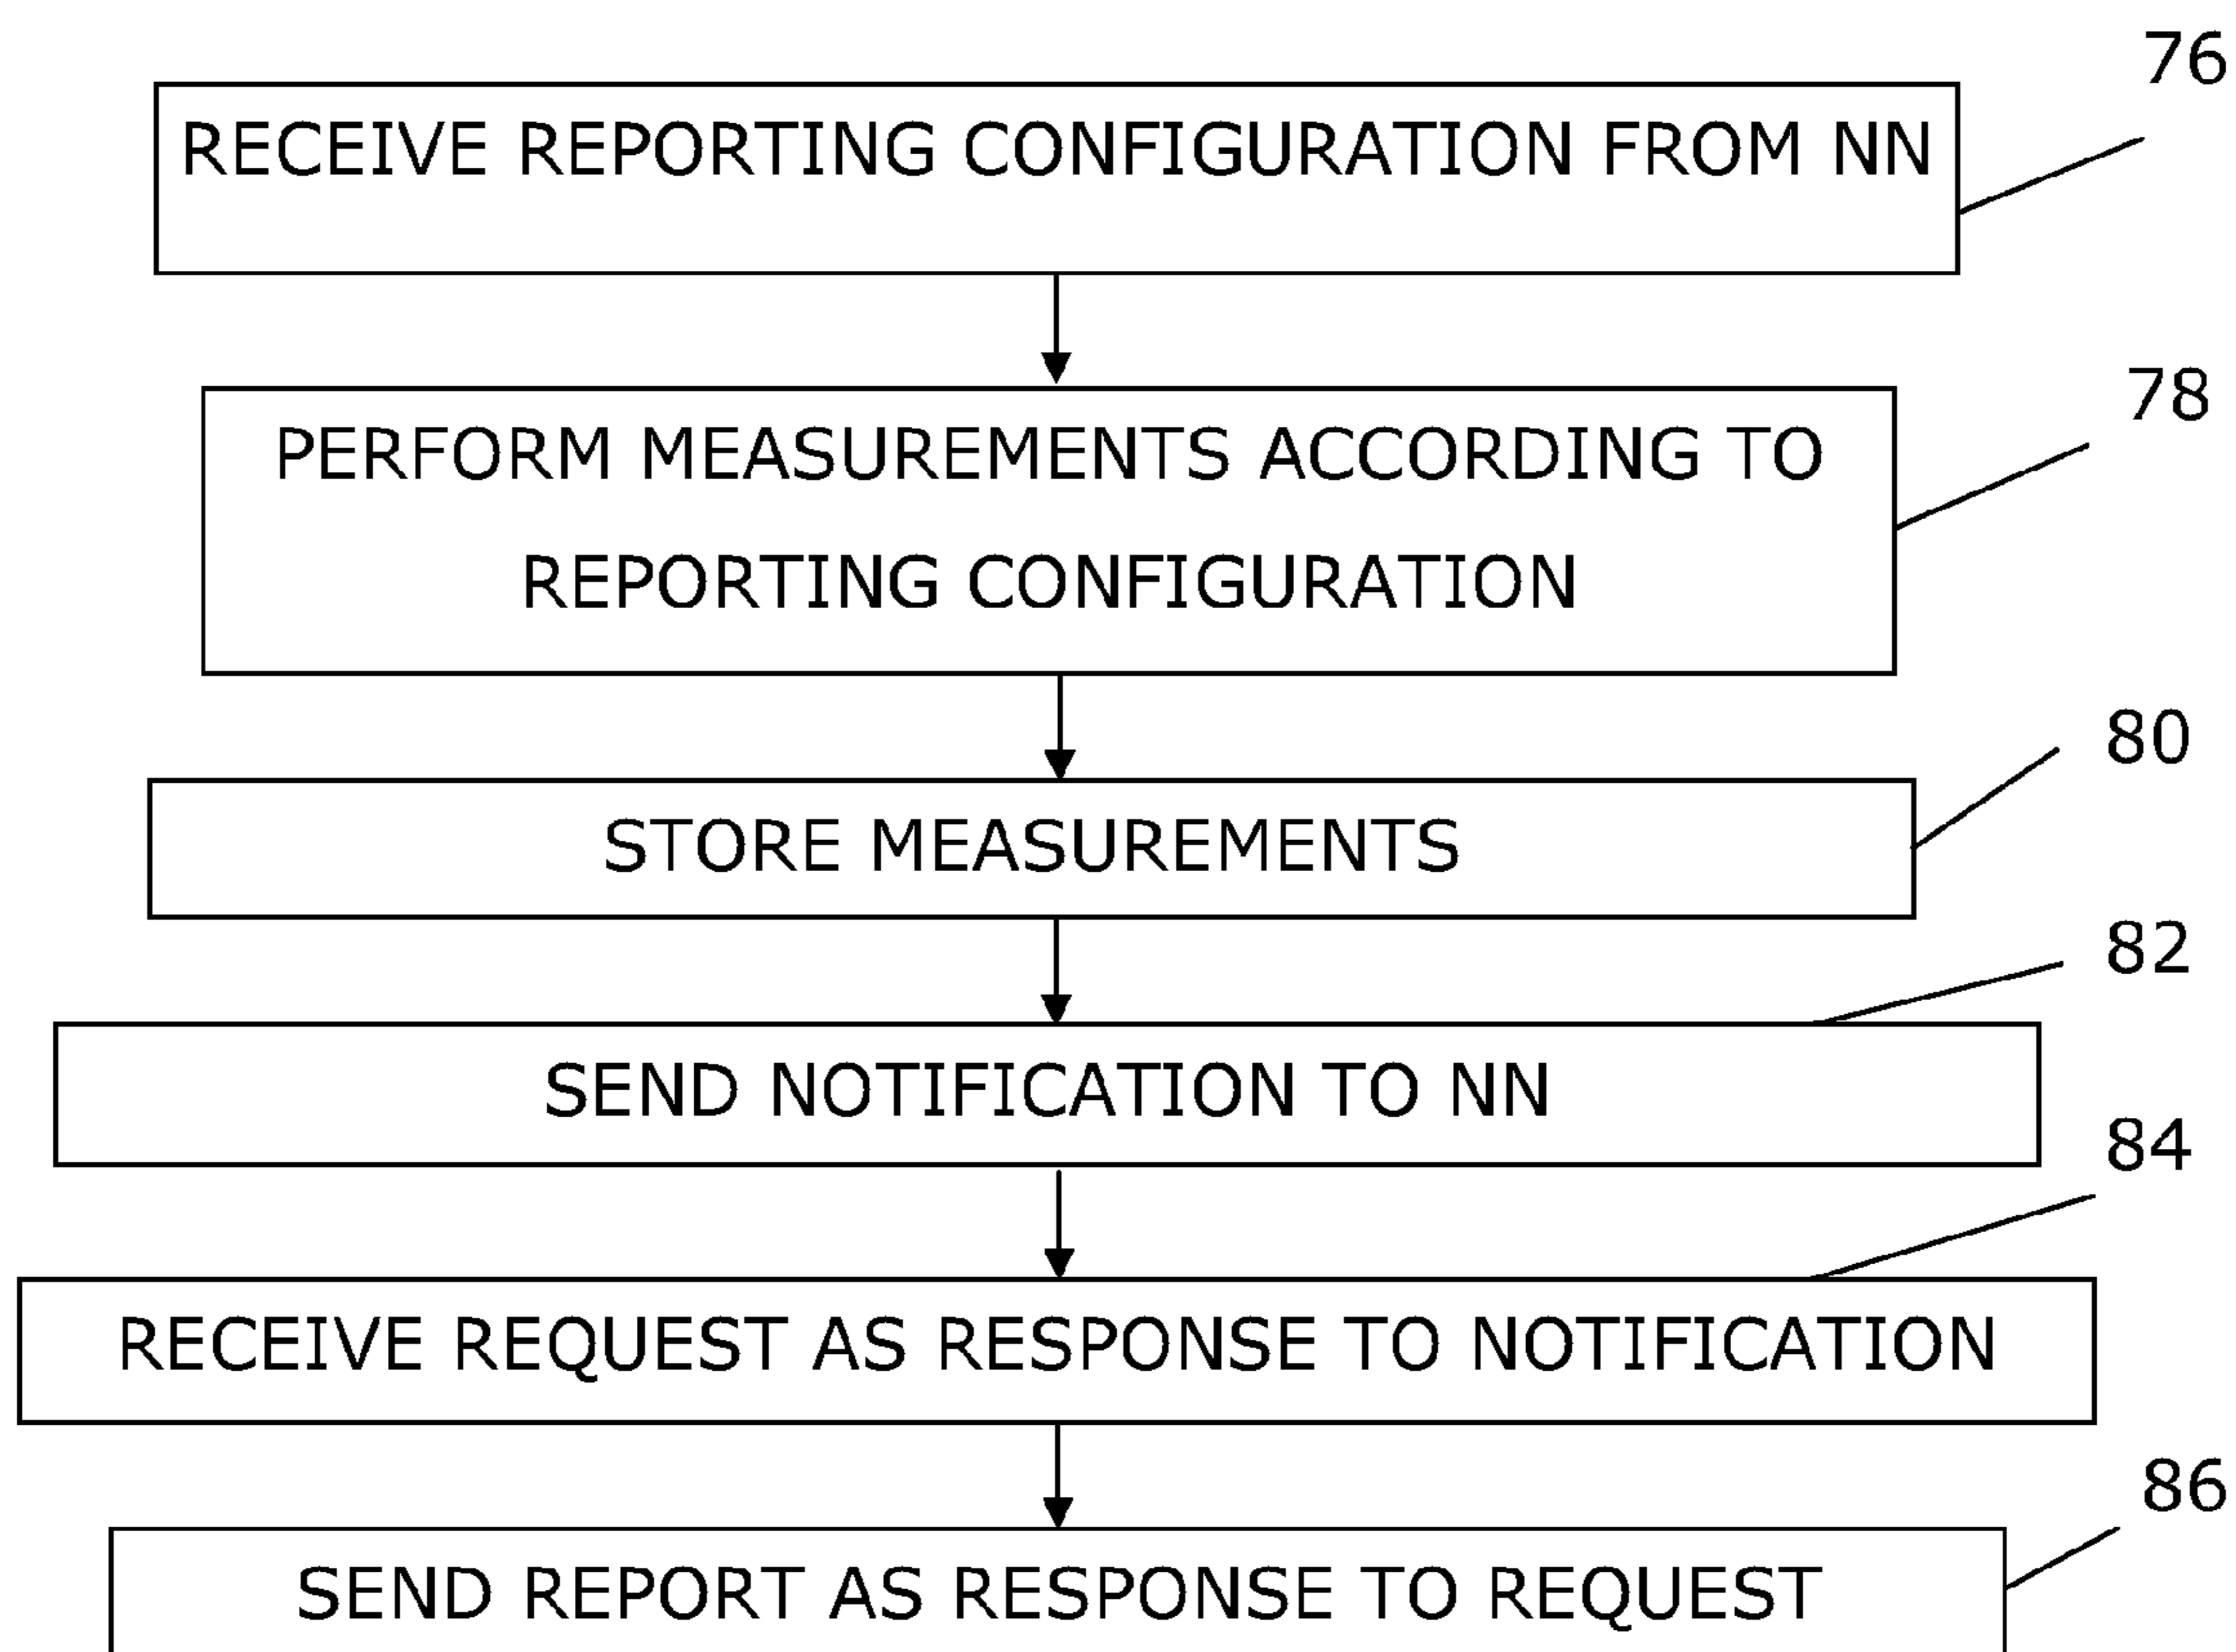 76
RECEIVE REPORTING CONFIGURATION FROM NN
78
PERFORM MEASUREMENTS ACCORDING TO
REPORTING CONFIGURATION
80
STORE MEASUREMENTS
82
SEND NOTIFICATION TO NN
84
RECEIVE REQUEST AS RESPONSE TO NOTIFICATION
86
SEND REPORT AS RESPONSE TO REQUEST